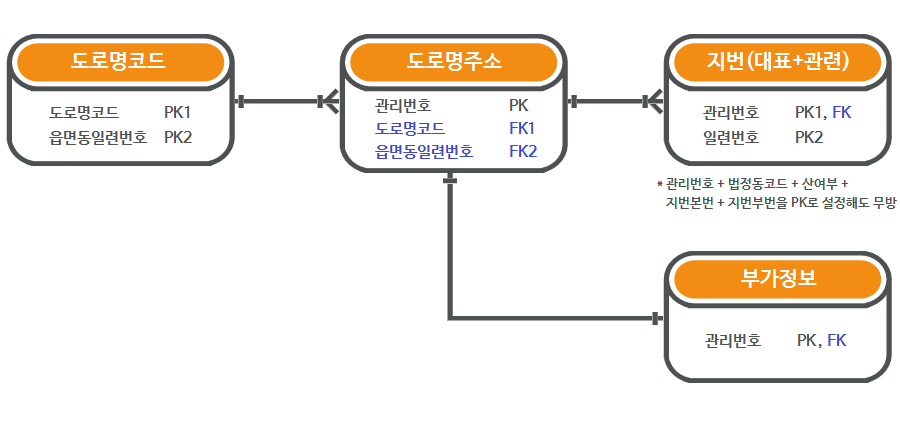 도로명코드
도로명코드 PK1
읍면동일련번호 PK2
도로명주소
관리번호 PK
도로명코드 FK1
읍면동일련번호 FK2
지번(대표+관련)
관리번호 PK1, FK
일련번호 PK2
* 관리번호 + 법정동코드 + 산여부 +
지번본번 + 지번부번을 PK로 설정해도 무방
부가정보
관리번호 PK, FK